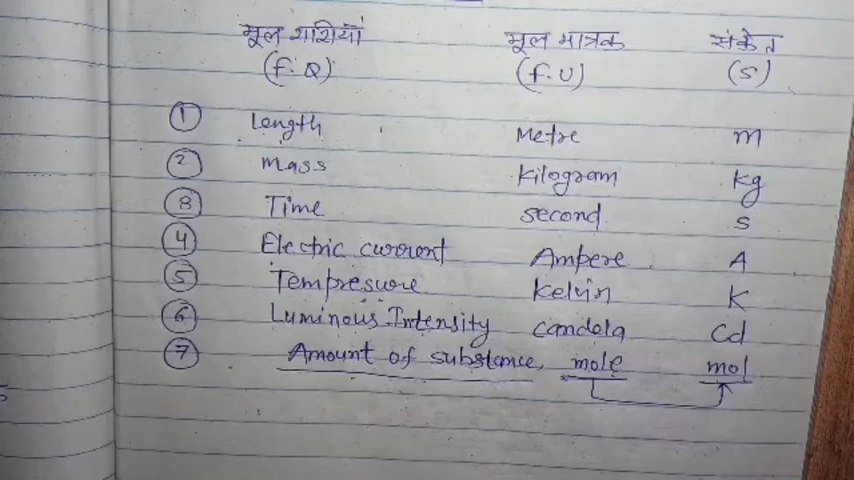 मूल राशियाँ मूल मात्रक संकेत
(f.Q) (f.U) (S)
① Length Metre m
② Mass Kilogram Kg
⑧ Time second s
④ Electric current Ampere A
⑤ Tempresure Kelvin K
⑥ Luminous Intensity candela Cd
⑦ Amount of substance, mole mol